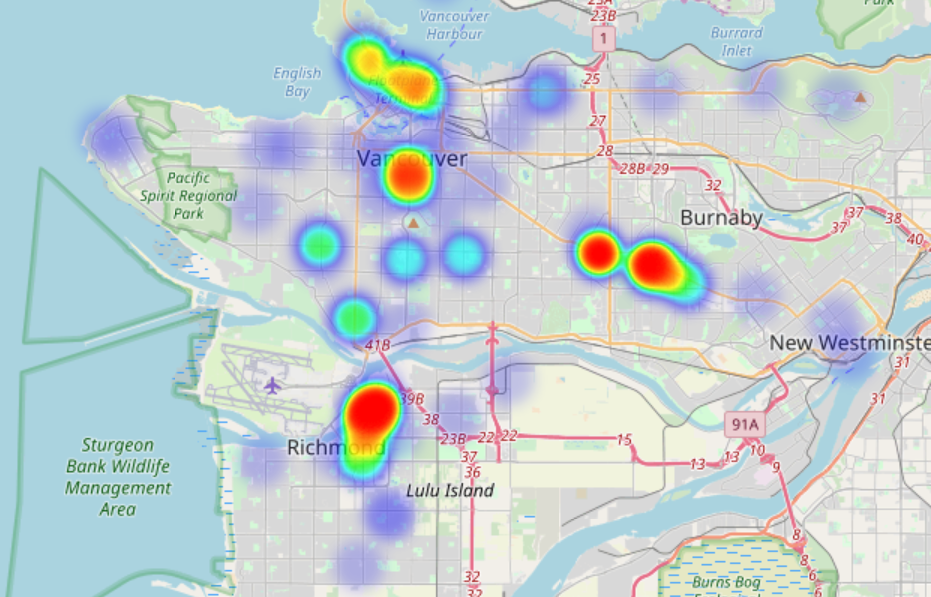 23A
23B
Park
Vancouver
Harbour
1
Burrard
Inlet
English
Bay
25
27
28
28B
29
32
Vancouver
Pacific
Spirit Regional
Park
Burnaby
37
37
38
40
New Westminste
41B
31
31
39B
38
23B
22
22
15
91A
Richmond
37
36
13
13
10
9
Sturgeon
Bank Wildlife
Management
Area
Lulu Island
8
8
6
6
32
32
Burns Bog